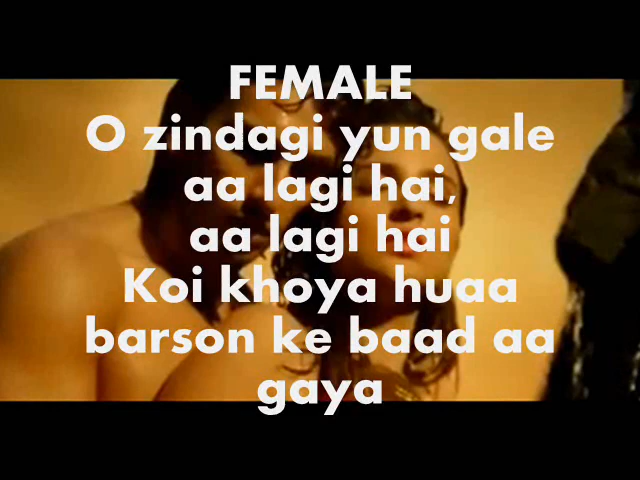 FEMALE
O zindagi yun gale
aa lagi hai,
aa lagi hai
Koi khoya huaa
barson ke baad aa
gaya